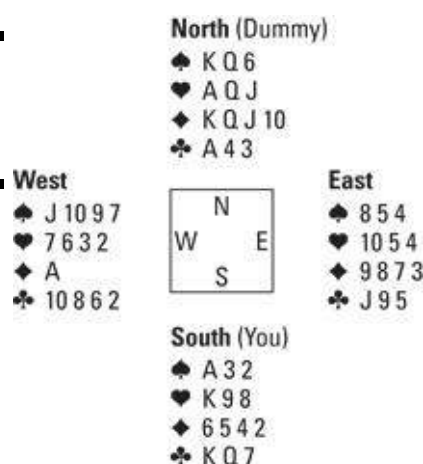 North (Dummy)
♠ K Q 6
♥ A Q J
♦ K Q J 10
♣ A 4 3
West
♠ J 10 9 7
♥ 7 6 3 2
♦ A
♣ 10 8 6 2
N
W E
S
East
♠ 8 5 4
♥ 10 5 4
♦ 9 8 7 3
♣ J 9 5
South (You)
♠ A 3 2
♥ K 9 8
♦ 6 5 4 2
♣ K Q 7